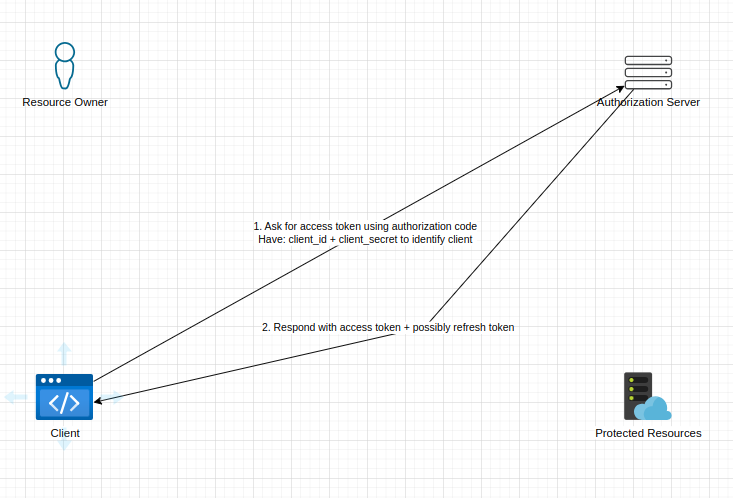 Resource Owner
Authorization Server
1. Ask for access token using authorization code
Have: client_id + client_secret to identify client
2. Respond with access token + possibly refresh token
Client
Protected Resources